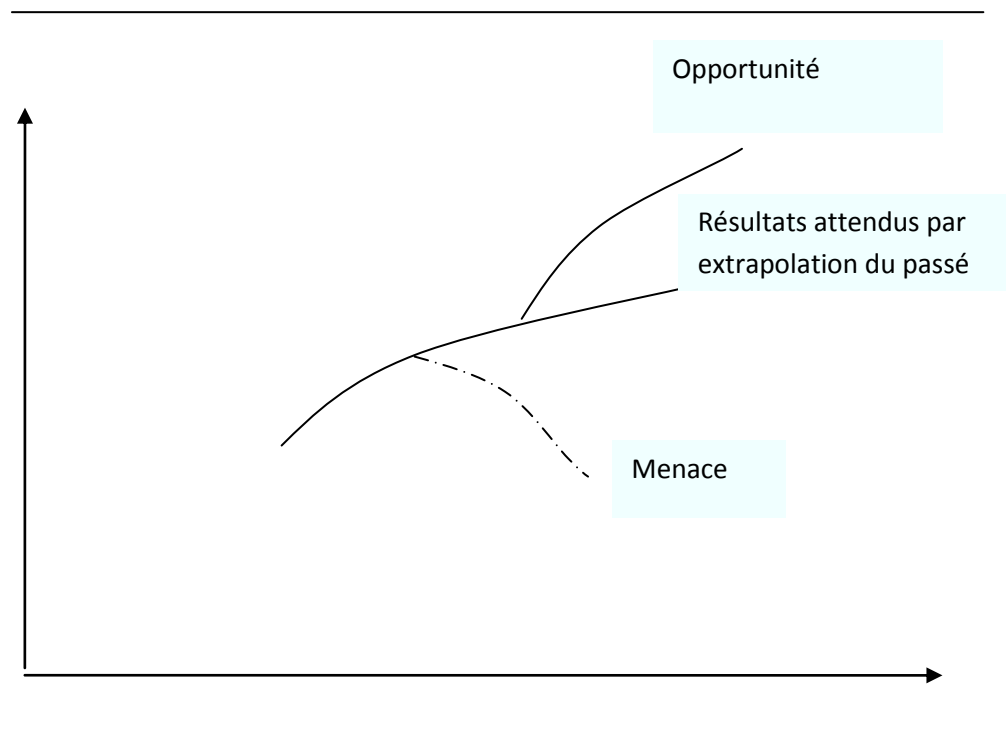 Opportunité
Résultats attendus par
extrapolation du passé
Menace